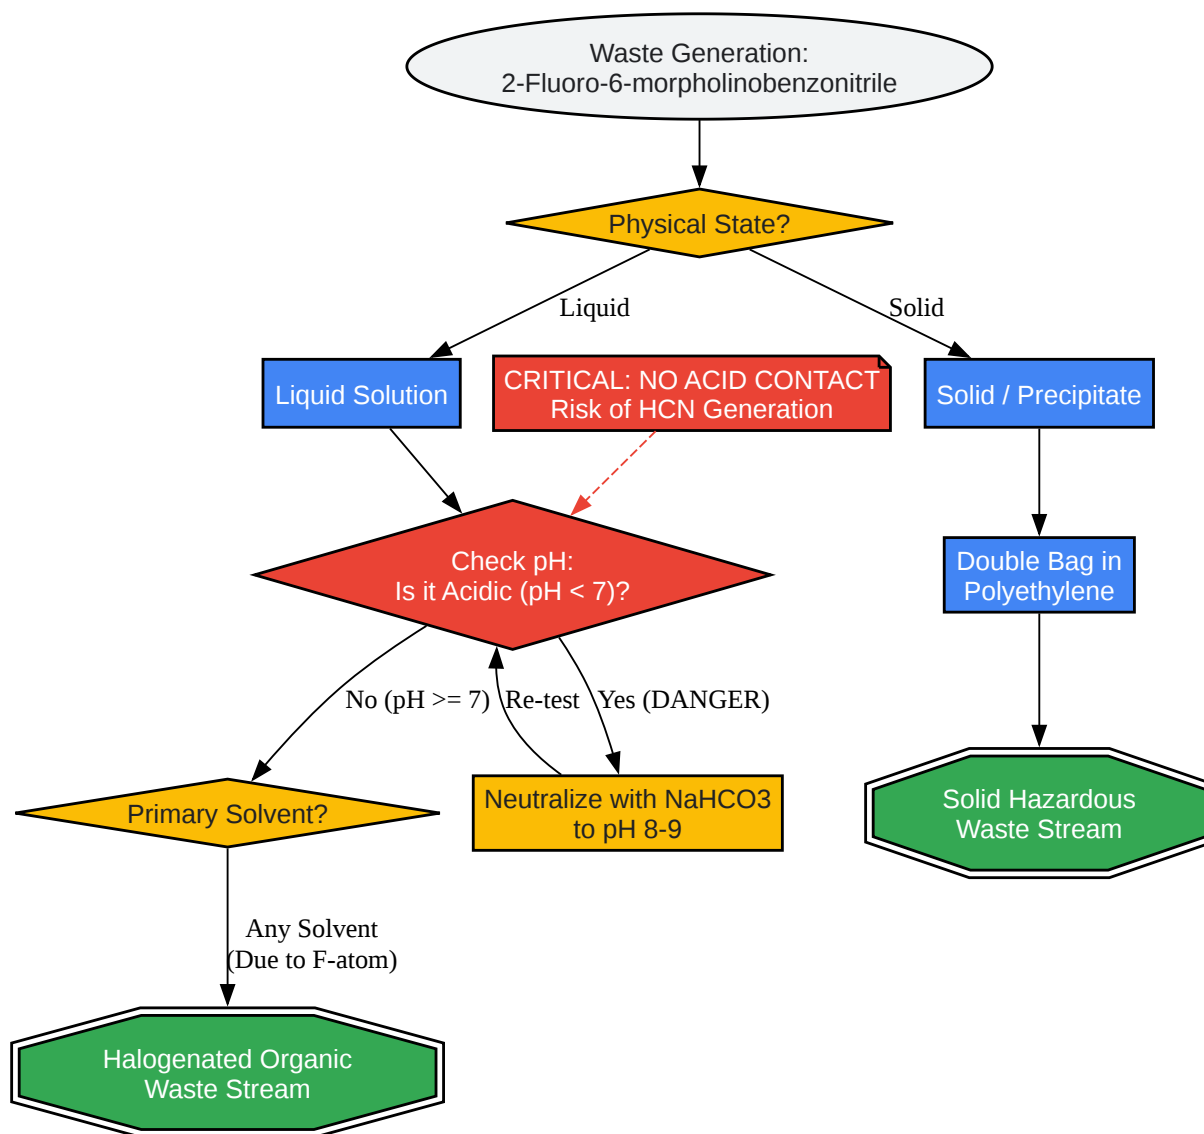 Waste Generation:
2-Fluoro-6-morpholinobenzonitrile
Physical State?
Liquid
Solid
Liquid Solution
CRITICAL: NO ACID CONTACT
Risk of HCN Generation
Solid / Precipitate
Check pH:
Is it Acidic (pH < 7)?
Double Bag in
Polyethylene
No (pH >= 7)
Re-test
Yes (DANGER)
Primary Solvent?
Neutralize with NaHCO3
to pH 8-9
Solid Hazardous
Waste Stream
Any Solvent
(Due to F-atom)
Halogenated Organic
Waste Stream